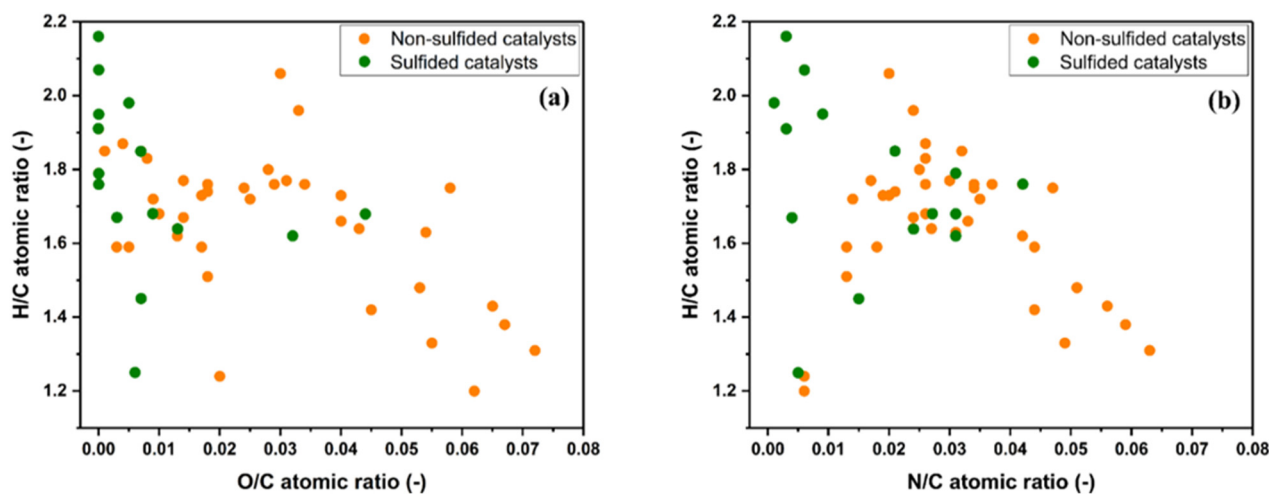 2.2
2.0
1.8
1.6
1.4
1.2
H/C atomic ratio (-)
Non-sulfided catalysts
Sulfided catalysts
(a)
0.00 0.01 0.02 0.03 0.04 0.05 0.06 0.07 0.08
O/C atomic ratio (-)
2.2
2.0
1.8
1.6
1.4
1.2
H/C atomic ratio (-)
Non-sulfided catalysts
Sulfided catalysts
(b)
0.00 0.01 0.02 0.03 0.04 0.05 0.06 0.07 0.08
N/C atomic ratio (-)